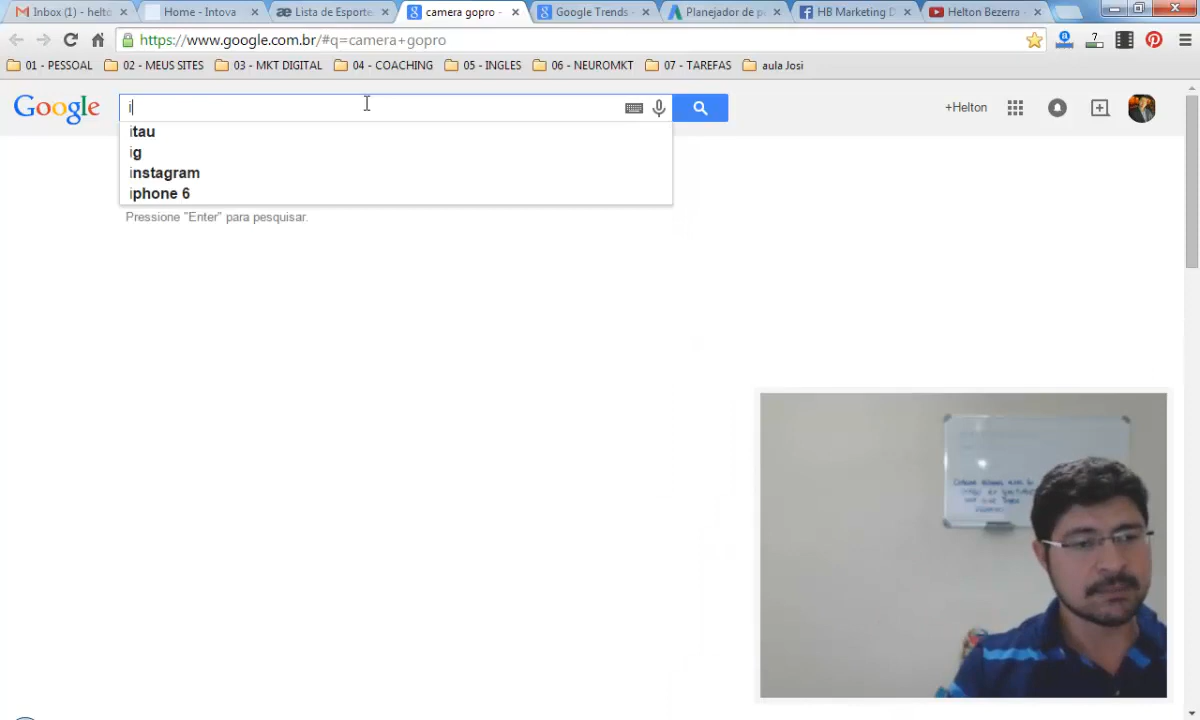 Inbox (1) - helto
Home - Intova
Lista de Esporte
camera gopro -
Google Trends -
Planejador de p
HB Marketing D
Helton Bezerra -
https://www.google.com.br/#q=camera+gopro
01 - PESSOAL
02 - MEUS SITES
03 - MKT DIGITAL
04 - COACHING
05 - INGLES
06 - NEUROMKT
07 - TAREFAS
aula Josi
Google
i
+Helton
itau
ig
instagram
iphone 6
Pressione "Enter" para pesquisar.